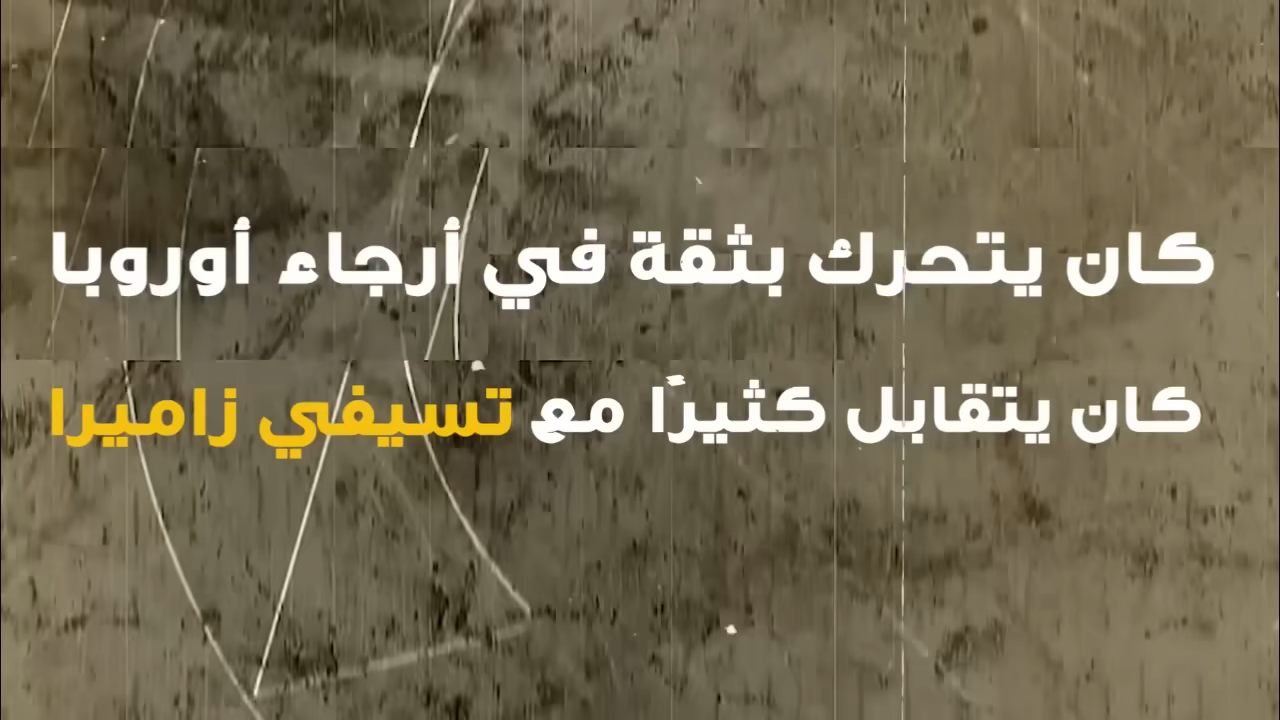 كان يتحرك بثقة في أرجاء أوروبا
كان يتقابل كثيرًا مع تسيفي زاميرا